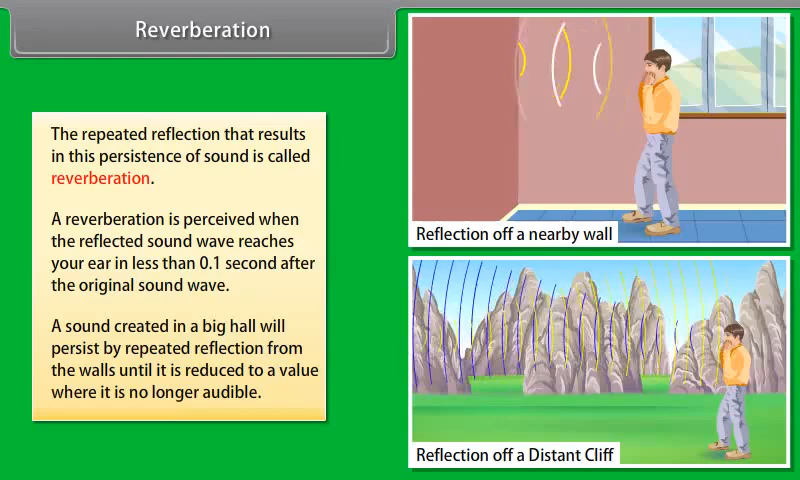 Reverberation
The repeated reflection that results
in this persistence of sound is called
reverberation.
A reverberation is perceived when
the reflected sound wave reaches
your ear in less than 0.1 second after
the original sound wave.
A sound created in a big hall will
persist by repeated reflection from
the walls until it is reduced to a value
where it is no longer audible.
Reflection off a nearby wall
Reflection off a Distant Cliff